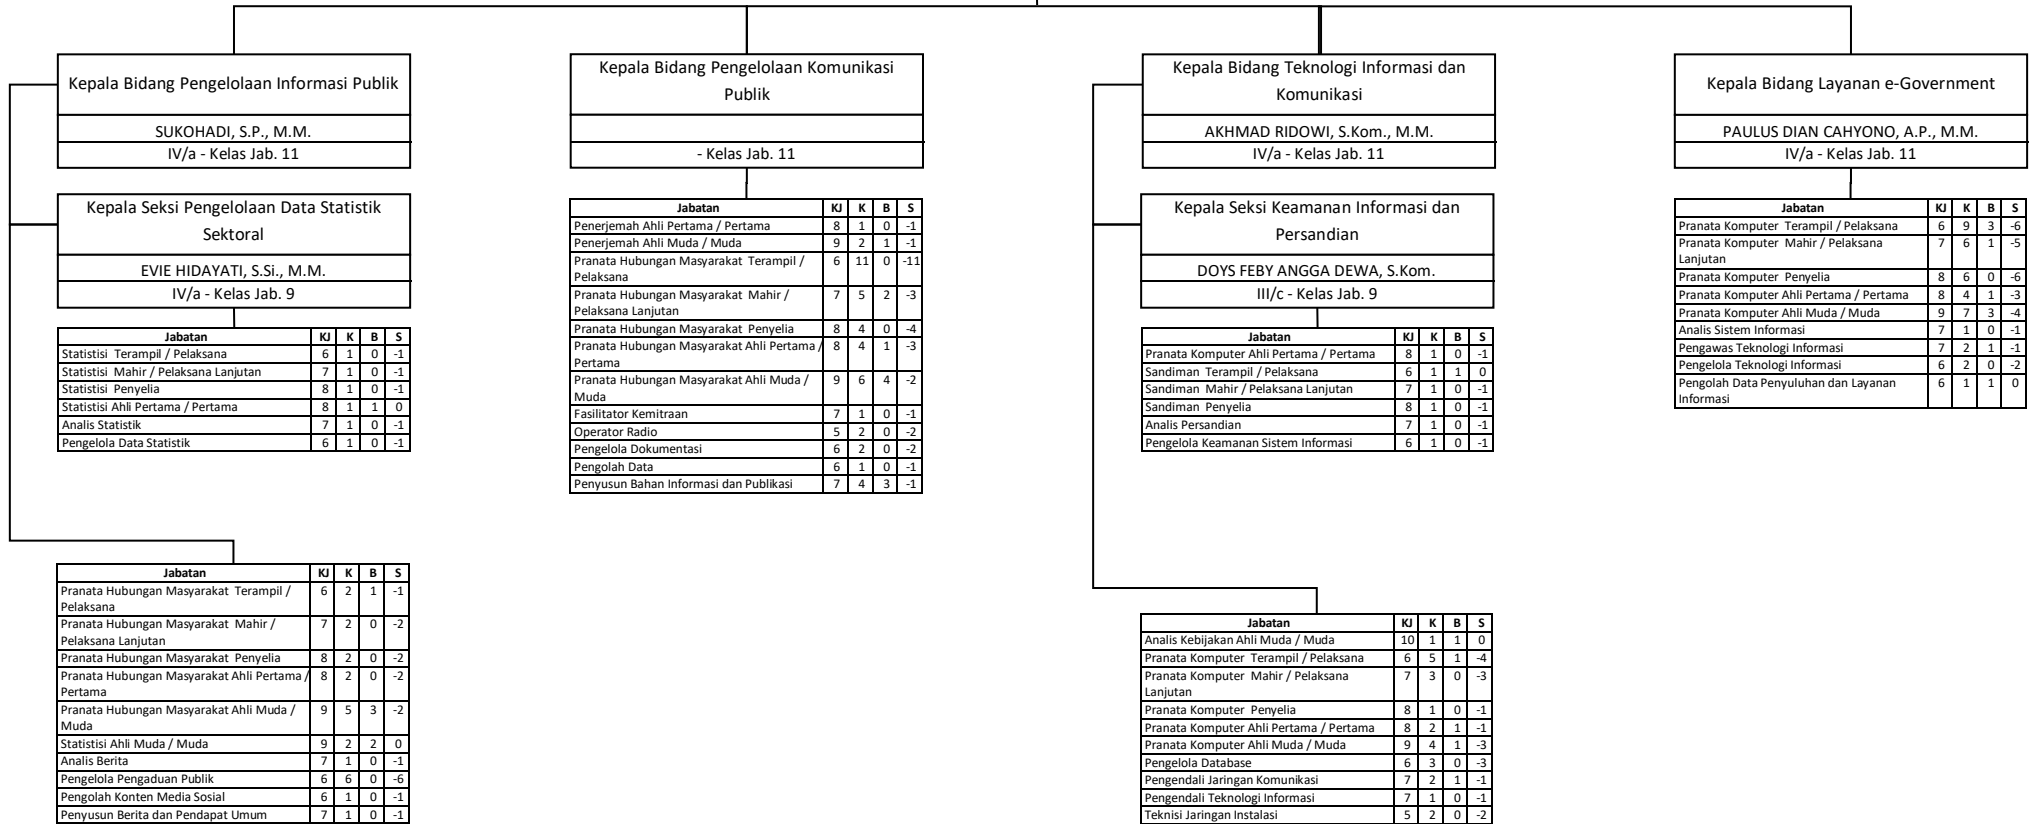 Kepala Bidang Pengelolaan Informasi Publik
SUKOHADI, S.P., M.M.
IV/a - Kelas Jab. 11
Kepala Seksi Pengelolaan Data Statistik
Sektoral
EVIE HIDAYATI, S.Si., M.M.
IV/a - Kelas Jab. 9
Jabatan KJ K B S
Statistisi Terampil / Pelaksana 6 1 0 -1
Statistisi Mahir / Pelaksana Lanjutan 7 1 0 -1
Statistisi Penyelia 8 1 0 -1
Statistisi Ahli Pertama / Pertama 8 1 1 0
Analis Statistik 7 1 0 -1
Pengelola Data Statistik 6 1 0 -1
Jabatan KJ K B S
Pranata Hubungan Masyarakat Terampil /
Pelaksana 6 2 1 -1
Pranata Hubungan Masyarakat Mahir /
Pelaksana Lanjutan 7 2 0 -2
Pranata Hubungan Masyarakat Penyelia 8 2 0 -2
Pranata Hubungan Masyarakat Ahli Pertama /
Pertama 8 2 0 -2
Pranata Hubungan Masyarakat Ahli Muda /
Muda 9 5 3 -2
Statistisi Ahli Muda / Muda 9 2 2 0
Analis Berita 7 1 0 -1
Pengelola Pengaduan Publik 6 6 0 -6
Pengolah Konten Media Sosial 6 1 0 -1
Penyusun Berita dan Pendapat Umum 7 1 0 -1
Kepala Bidang Pengelolaan Komunikasi
Publik
- Kelas Jab. 11
Jabatan KJ K B S
Penerjemah Ahli Pertama / Pertama 8 1 0 -1
Penerjemah Ahli Muda / Muda 9 2 1 -1
Pranata Hubungan Masyarakat Terampil /
Pelaksana 6 11 0 -11
Pranata Hubungan Masyarakat Mahir /
Pelaksana Lanjutan 7 5 2 -3
Pranata Hubungan Masyarakat Penyelia 8 4 0 -4
Pranata Hubungan Masyarakat Ahli Pertama /
Pertama 8 4 1 -3
Pranata Hubungan Masyarakat Ahli Muda /
Muda 9 6 4 -2
Fasilitator Kemitraan 7 1 0 -1
Operator Radio 5 2 0 -2
Pengelola Dokumentasi 6 2 0 -2
Pengolah Data 6 1 0 -1
Penyusun Bahan Informasi dan Publikasi 7 4 3 -1
Kepala Bidang Teknologi Informasi dan
Komunikasi
AKHMAD RIDOWI, S.Kom., M.M.
IV/a - Kelas Jab. 11
Kepala Seksi Keamanan Informasi dan
Persandian
DOYS FEBY ANGGA DEWA, S.Kom.
III/c - Kelas Jab. 9
Jabatan KJ K B S
Pranata Komputer Ahli Pertama / Pertama 8 1 0 -1
Sandiman Terampil / Pelaksana 6 1 1 0
Sandiman Mahir / Pelaksana Lanjutan 7 1 0 -1
Sandiman Penyelia 8 1 0 -1
Analis Persandian 7 1 0 -1
Pengelola Keamanan Sistem Informasi 6 1 0 -1
Jabatan KJ K B S
Analis Kebijakan Ahli Muda / Muda 10 1 1 0
Pranata Komputer Terampil / Pelaksana 6 5 1 -4
Pranata Komputer Mahir / Pelaksana
Lanjutan 7 3 0 -3
Pranata Komputer Penyelia 8 1 0 -1
Pranata Komputer Ahli Pertama / Pertama 8 2 1 -1
Pranata Komputer Ahli Muda / Muda 9 4 1 -3
Pengelola Database 6 3 0 -3
Pengendali Jaringan Komunikasi 7 2 1 -1
Pengendali Teknologi Informasi 7 1 0 -1
Teknisi Jaringan Instalasi 5 2 0 -2
Kepala Bidang Layanan e-Government
PAULUS DIAN CAHYONO, A.P., M.M.
IV/a - Kelas Jab. 11
Jabatan KJ K B S
Pranata Komputer Terampil / Pelaksana 6 9 3 -6
Pranata Komputer Mahir / Pelaksana
Lanjutan 7 6 1 -5
Pranata Komputer Penyelia 8 6 0 -6
Pranata Komputer Ahli Pertama / Pertama 8 4 1 -3
Pranata Komputer Ahli Muda / Muda 9 7 3 -4
Analis Sistem Informasi 7 1 0 -1
Pengawas Teknologi Informasi 7 2 1 -1
Pengelola Teknologi Informasi 6 2 0 -2
Pengolah Data Penyuluhan dan Layanan
Informasi 6 1 1 0